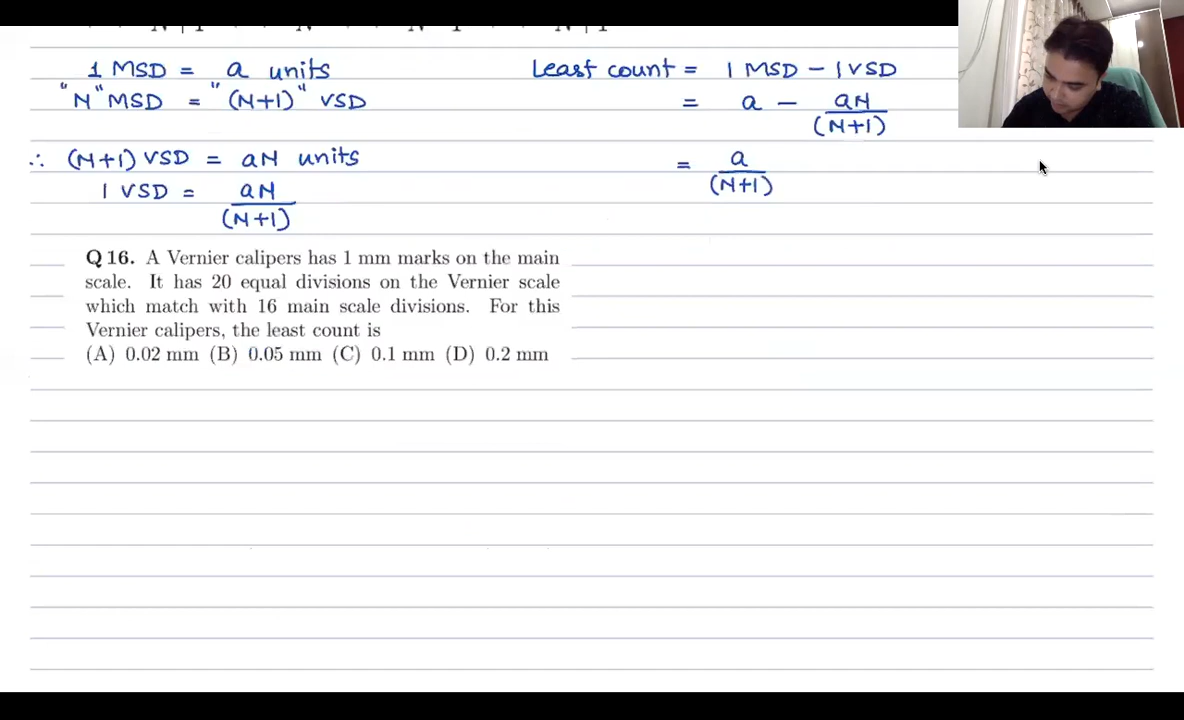 1 MSD = a units
"N" MSD = "(N+1)" VSD
∴ (N+1) VSD = aN units
1 VSD = aN/(N+1)
Least count = 1 MSD - 1 VSD
= a - aN/(N+1)
= a/(N+1)
Q 16. A Vernier calipers has 1 mm marks on the main
scale. It has 20 equal divisions on the Vernier scale
which match with 16 main scale divisions. For this
Vernier calipers, the least count is
(A) 0.02 mm (B) 0.05 mm (C) 0.1 mm (D) 0.2 mm